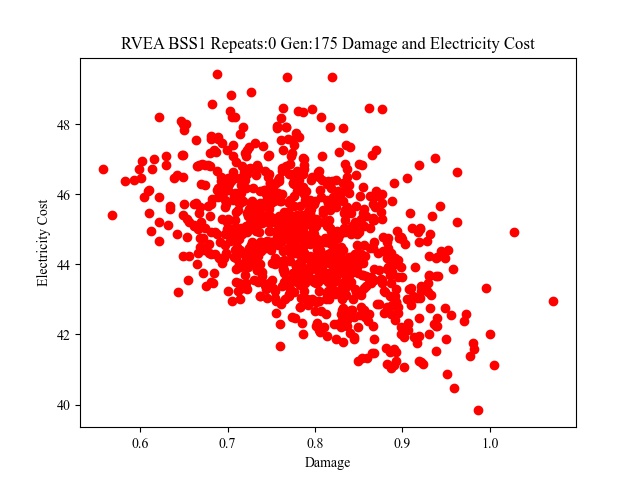 RVEA BSS1 Repeats:0 Gen:175 Damage and Electricity Cost
48
46
44
42
40
Electricity Cost
0.6 0.7 0.8 0.9 1.0
Damage